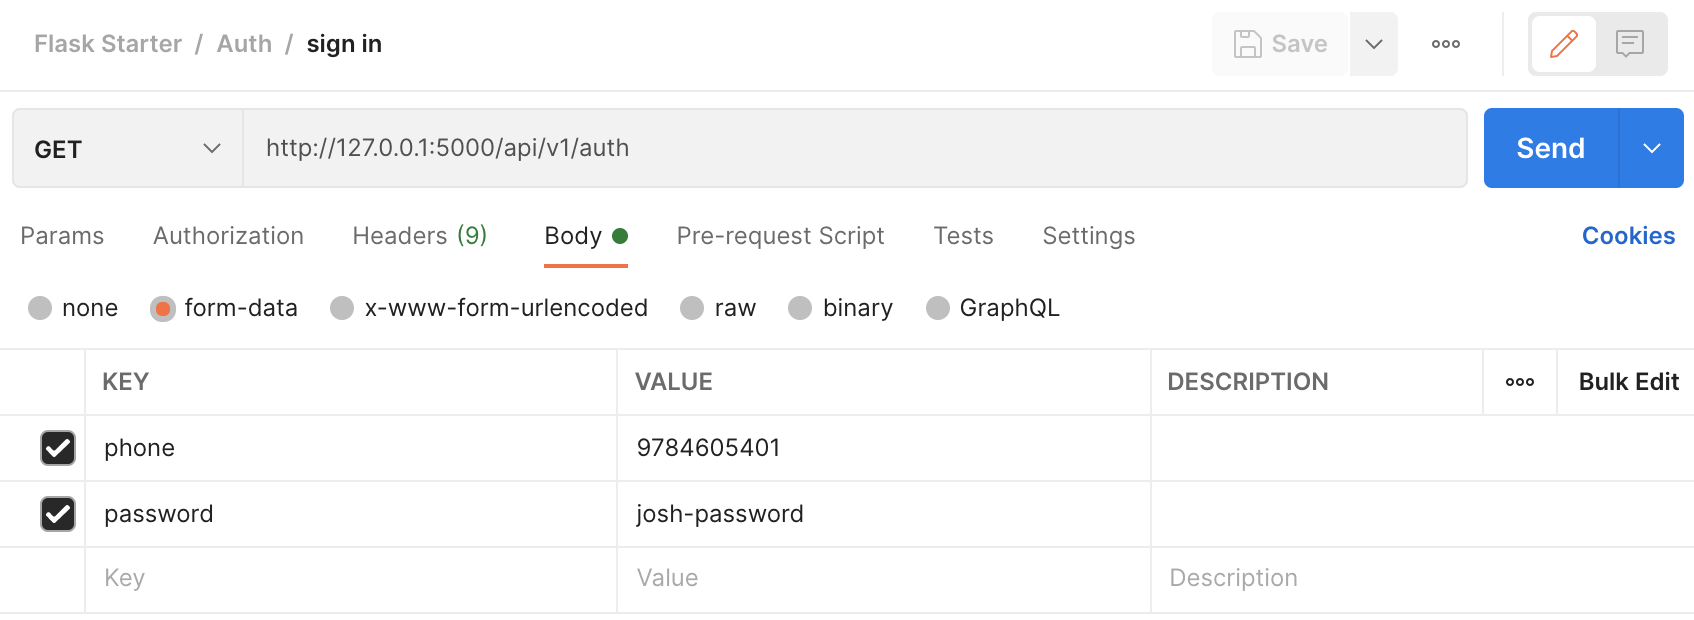 Flask Starter / Auth / sign in Save
GET http://127.0.0.1:5000/api/v1/auth Send
Params Authorization Headers (9) Body Pre-request Script Tests Settings Cookies
none form-data x-www-form-urlencoded raw binary GraphQL
KEY VALUE DESCRIPTION Bulk Edit
phone 9784605401
password josh-password
Key Value Description